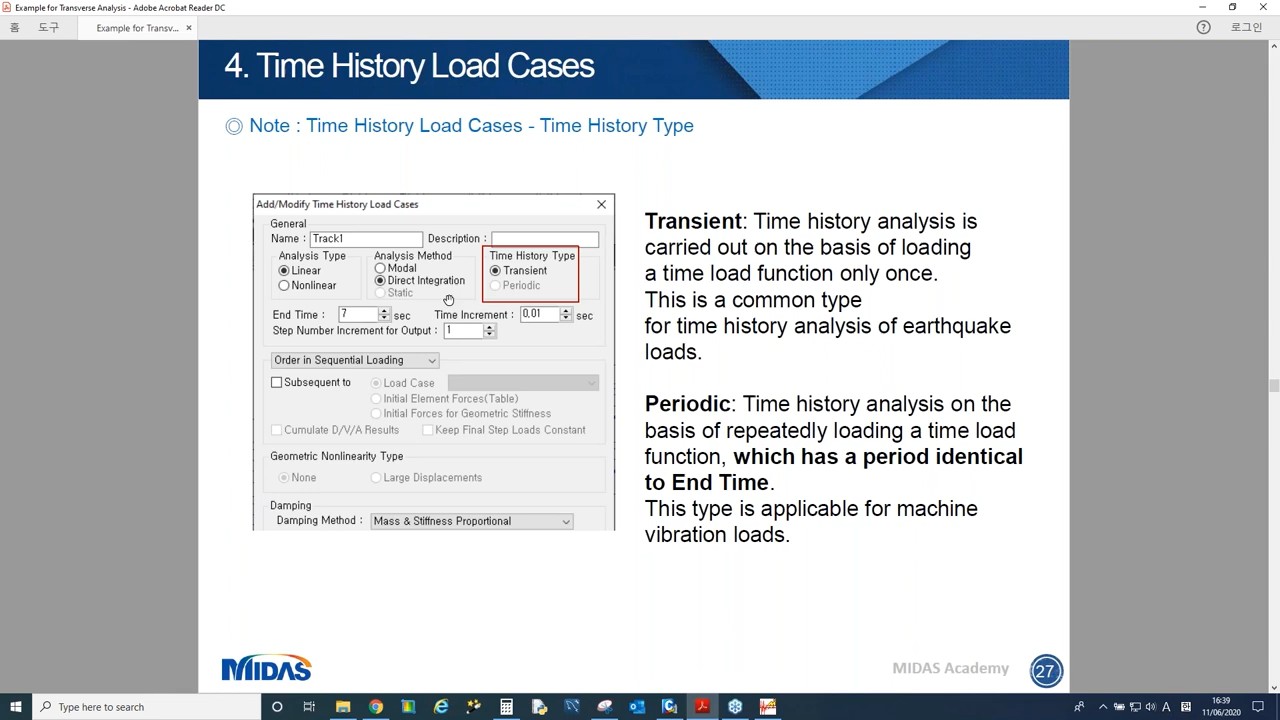 Example for Transverse Analysis - Adobe Acrobat Reader DC
홈 도구 Example for Transv... × ? 로그인
4. Time History Load Cases
Note : Time History Load Cases - Time History Type
Add/Modify Time History Load Cases
General
Name : Track1 Description :
Analysis Type Analysis Method Time History Type
Linear Modal Transient
Nonlinear Direct Integration Periodic
Static
End Time : 7 sec Time Increment : 0,01 sec
Step Number Increment for Output : 1
Order in Sequential Loading
Subsequent to Load Case
Initial Element Forces(Table)
Initial Forces for Geometric Stiffness
Cumulate D/V/A Results Keep Final Step Loads Constant
Geometric Nonlinearity Type
None Large Displacements
Damping
Damping Method : Mass & Stiffness Proportional
Transient: Time history analysis is
carried out on the basis of loading
a time load function only once.
This is a common type
for time history analysis of earthquake
loads.
Periodic: Time history analysis on the
basis of repeatedly loading a time load
function, which has a period identical
to End Time.
This type is applicable for machine
vibration loads.
MIDAS
MIDAS Academy 27
Type here to search
A 16:39
11/06/2020